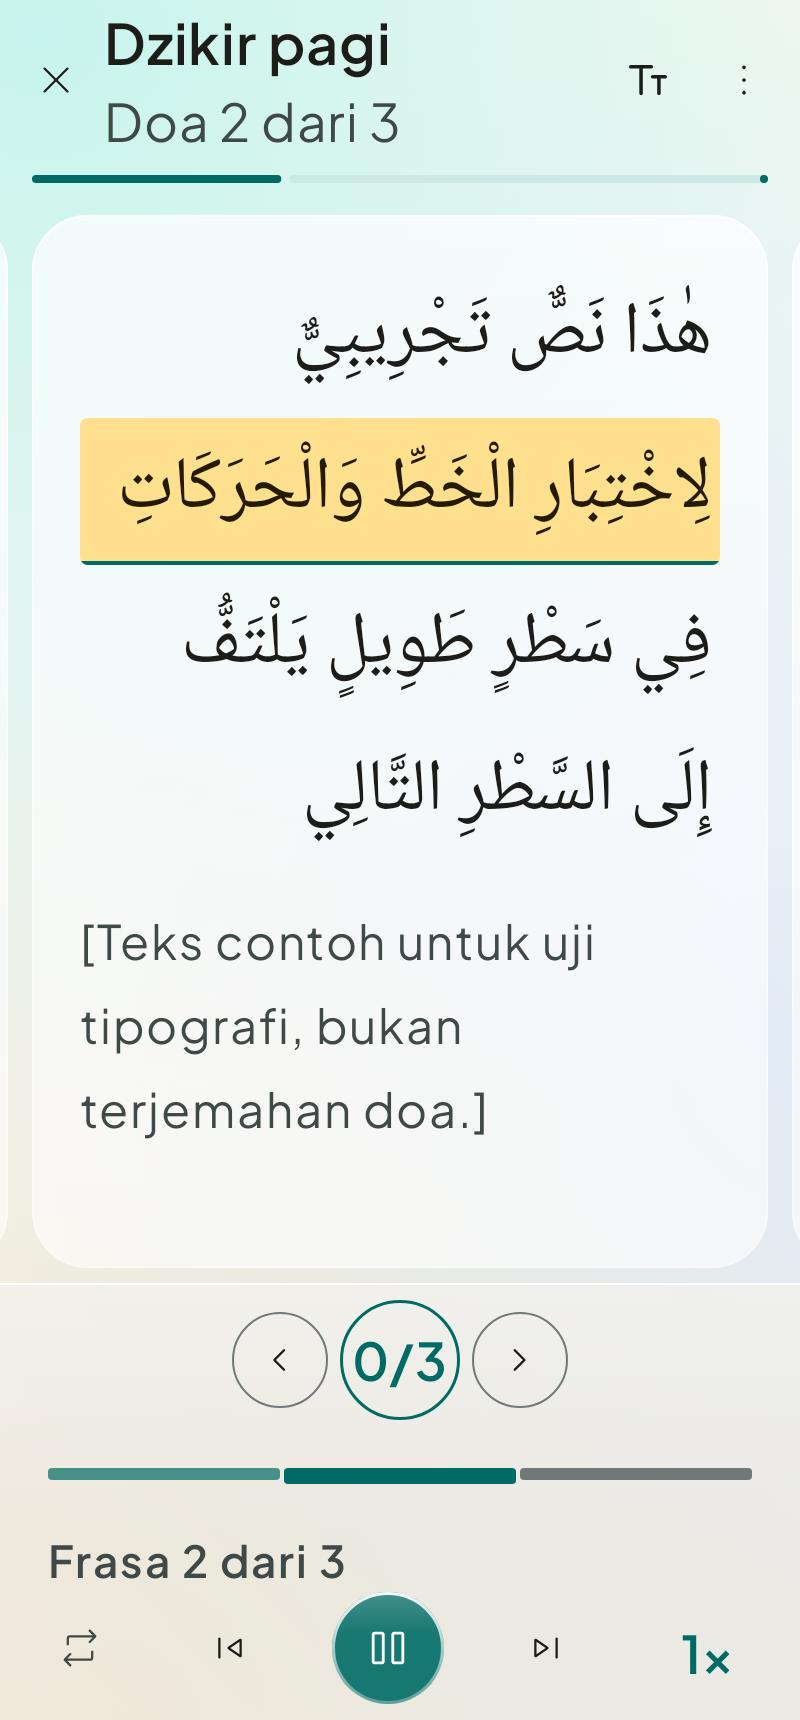 Dzikir pagi
Doa 2 dari 3
هٰذَا نَصٌّ تَجْرِيبِيٌّ
لِاخْتِبَارِ الْخَطِّ وَالْحَرَكَاتِ
فِي سَطْرٍ طَوِيلٍ يَلْتَفُّ
إِلَى السَّطْرِ التَّالِي
[Teks contoh untuk uji
tipografi, bukan
terjemahan doa.]
0/3
Frasa 2 dari 3
1×